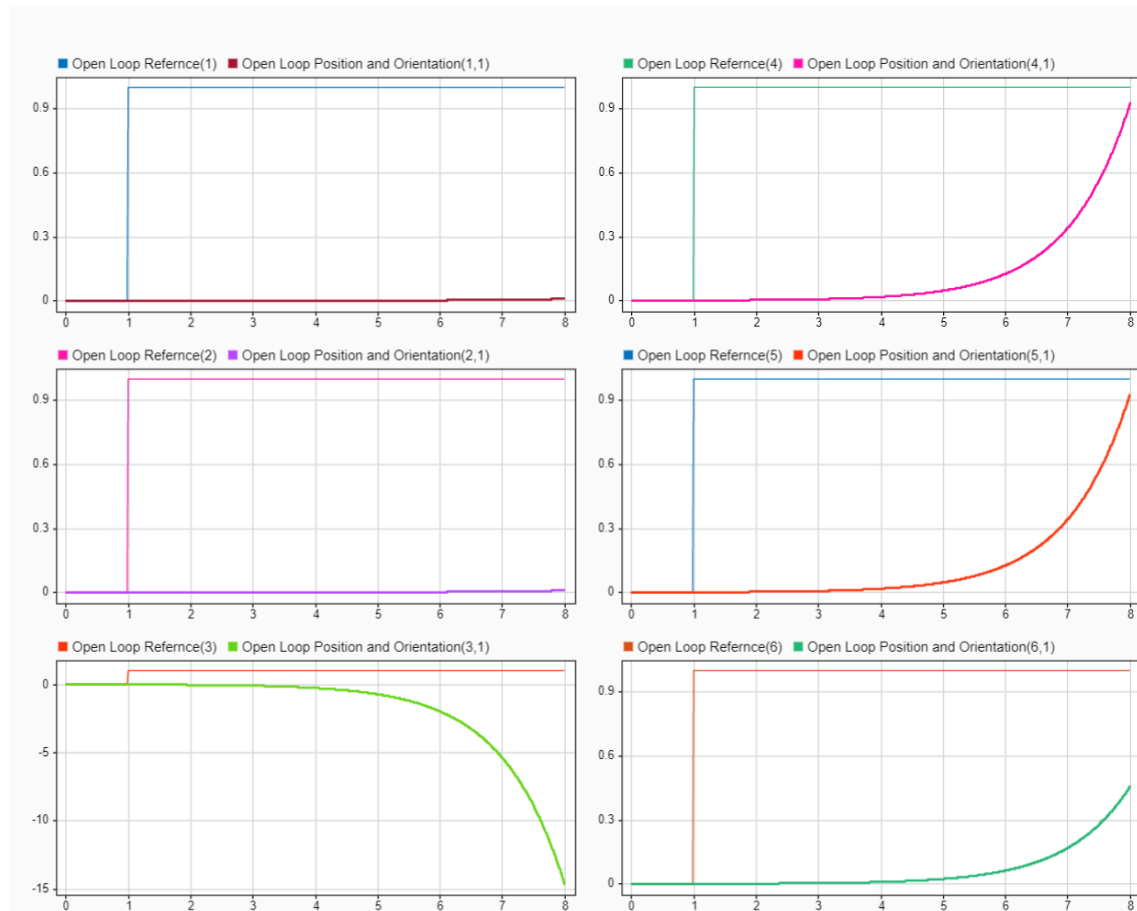 Open Loop Refernce(1) Open Loop Position and Orientation(1,1)
0.9
0.6
0.3
0
0 1 2 3 4 5 6 7 8
Open Loop Refernce(4) Open Loop Position and Orientation(4,1)
0.9
0.6
0.3
0
0 1 2 3 4 5 6 7 8
Open Loop Refernce(2) Open Loop Position and Orientation(2,1)
0.9
0.6
0.3
0
0 1 2 3 4 5 6 7 8
Open Loop Refernce(5) Open Loop Position and Orientation(5,1)
0.9
0.6
0.3
0
0 1 2 3 4 5 6 7 8
Open Loop Refernce(3) Open Loop Position and Orientation(3,1)
0
-5
-10
-15
0 1 2 3 4 5 6 7 8
Open Loop Refernce(6) Open Loop Position and Orientation(6,1)
0.9
0.6
0.3
0
0 1 2 3 4 5 6 7 8